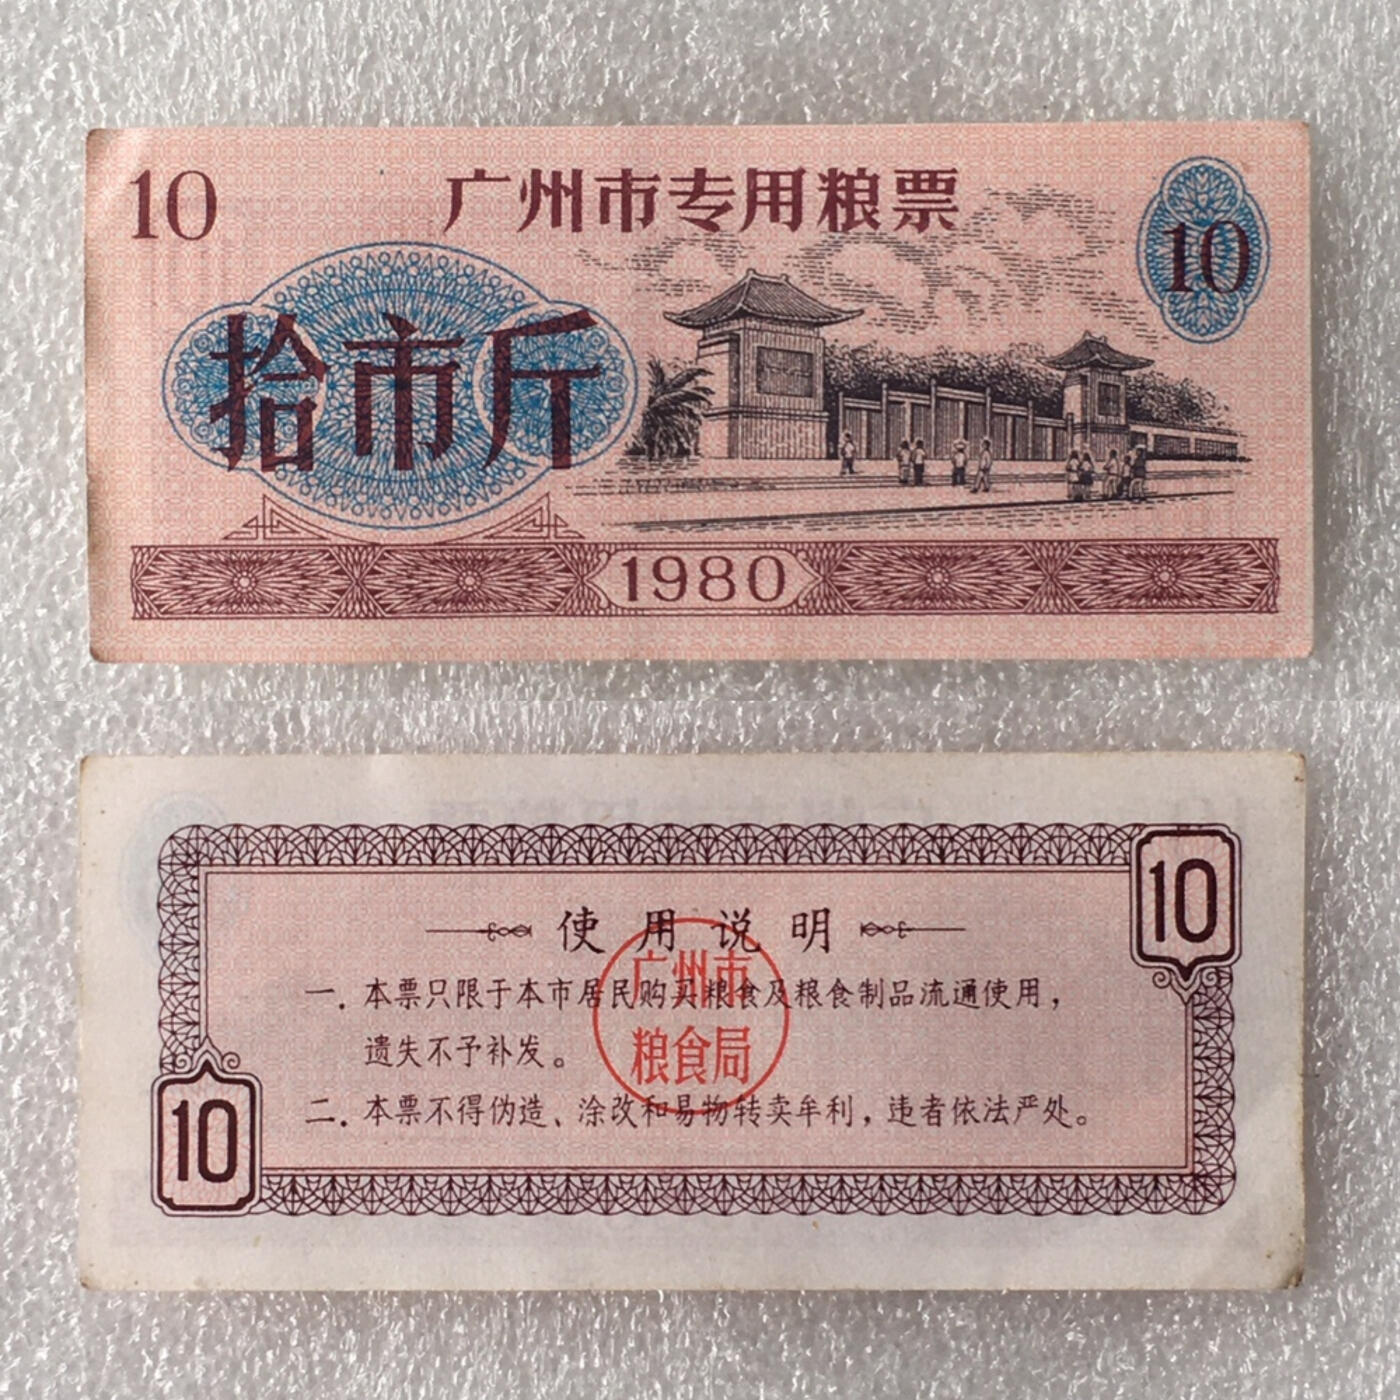 10
广州市专用粮票
10
拾市斤
1980
10
使用说明
一.本票只限于本市居民购买粮食及粮食制品流通使用，
遗失不予补发。
二.本票不得伪造、涂改和易物转卖牟利，违者依法严处。
广州市
粮食局
10